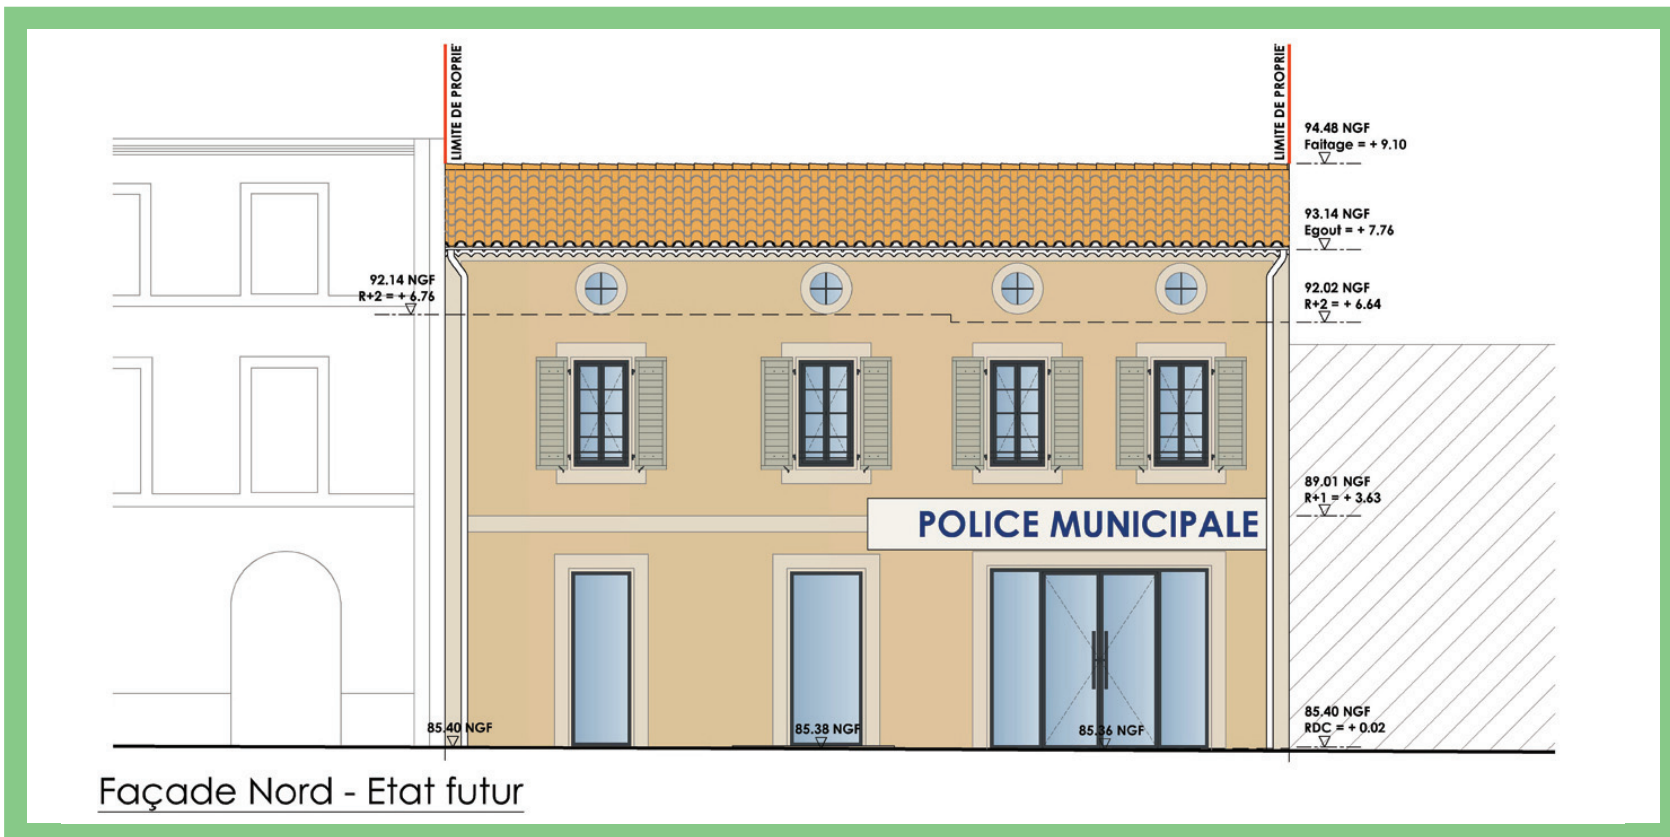 LIMITE DE PROPRIE
LIMITE DE PROPRIE
94.48 NGF
Faitage = + 9.10
93.14 NGF
Egout = + 7.76
92.14 NGF
R+2 = + 6.76
92.02 NGF
R+2 = + 6.64
89.01 NGF
R+1 = + 3.63
POLICE MUNICIPALE
85.40 NGF
85.38 NGF
85.36 NGF
85.40 NGF
RDC = + 0.02
Façade Nord - Etat futur